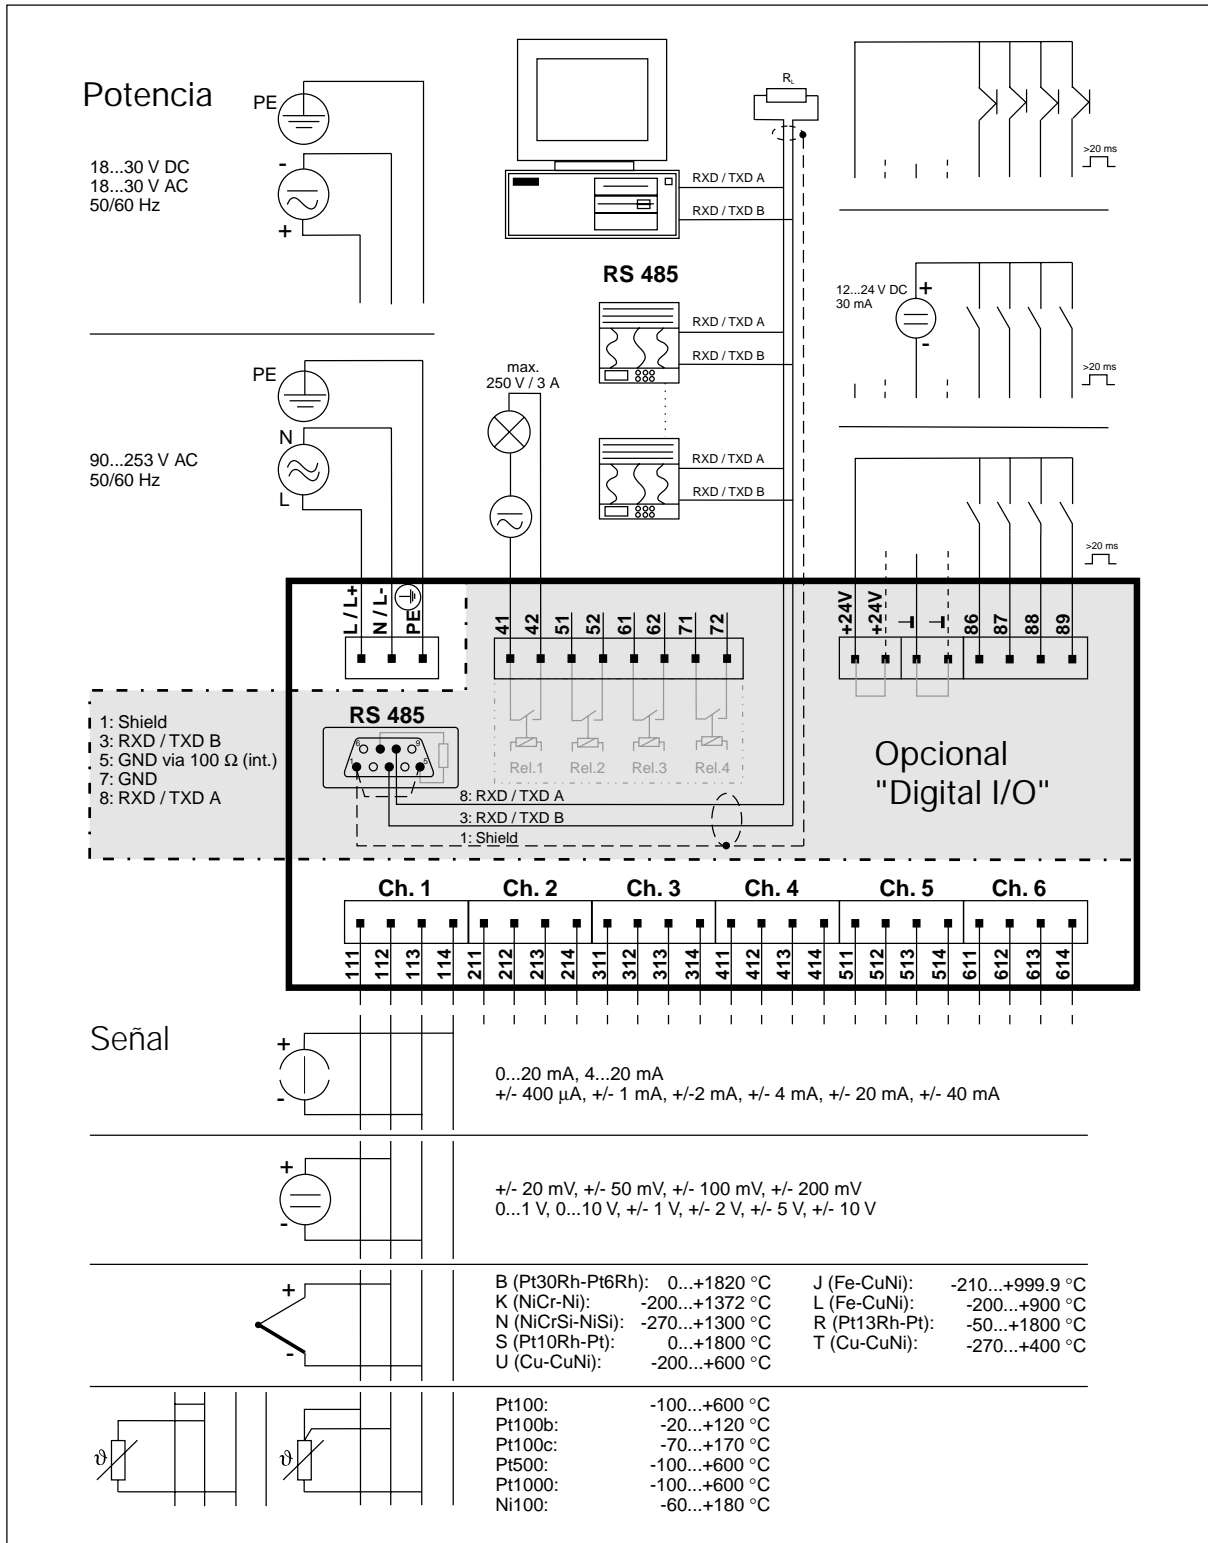 Potencia
PE
18...30 V DC
18...30 V AC
50/60 Hz
-
+
R L
RXD / TXD A
RXD / TXD B
RS 485
>20 ms
12...24 V DC
30 mA
+
-
>20 ms
RXD / TXD A
RXD / TXD B
max.
250 V / 3 A
PE
N
L
90...253 V AC
50/60 Hz
RXD / TXD A
RXD / TXD B
>20 ms
L / L+
N / L-
PE
41
42
51
52
61
62
71
72
+24V
+24V
86
87
88
89
1: Shield
3: RXD / TXD B
5: GND via 100 Ω (int.)
7: GND
8: RXD / TXD A
RS 485
6
9
1
5
Rel.1
Rel.2
Rel.3
Rel.4
Opcional
"Digital I/O"
8: RXD / TXD A
3: RXD / TXD B
1: Shield
Ch. 1
Ch. 2
Ch. 3
Ch. 4
Ch. 5
Ch. 6
111
112
113
114
211
212
213
214
311
312
313
314
411
412
413
414
511
512
513
514
611
612
613
614
Señal
+
-
0...20 mA, 4...20 mA
+/- 400 µA, +/- 1 mA, +/-2 mA, +/- 4 mA, +/- 20 mA, +/- 40 mA
+
-
+/- 20 mV, +/- 50 mV, +/- 100 mV, +/- 200 mV
0...1 V, 0...10 V, +/- 1 V, +/- 2 V, +/- 5 V, +/- 10 V
+
-
B (Pt30Rh-Pt6Rh): 0...+1820 °C
K (NiCr-Ni): -200...+1372 °C
N (NiCrSi-NiSi): -270...+1300 °C
S (Pt10Rh-Pt): 0...+1800 °C
U (Cu-CuNi): -200...+600 °C
J (Fe-CuNi): -210...+999.9 °C
L (Fe-CuNi): -200...+900 °C
R (Pt13Rh-Pt): -50...+1800 °C
T (Cu-CuNi): -270...+400 °C
ϑ
ϑ
Pt100: -100...+600 °C
Pt100b: -20...+120 °C
Pt100c: -70...+170 °C
Pt500: -100...+600 °C
Pt1000: -100...+600 °C
Ni100: -60...+180 °C